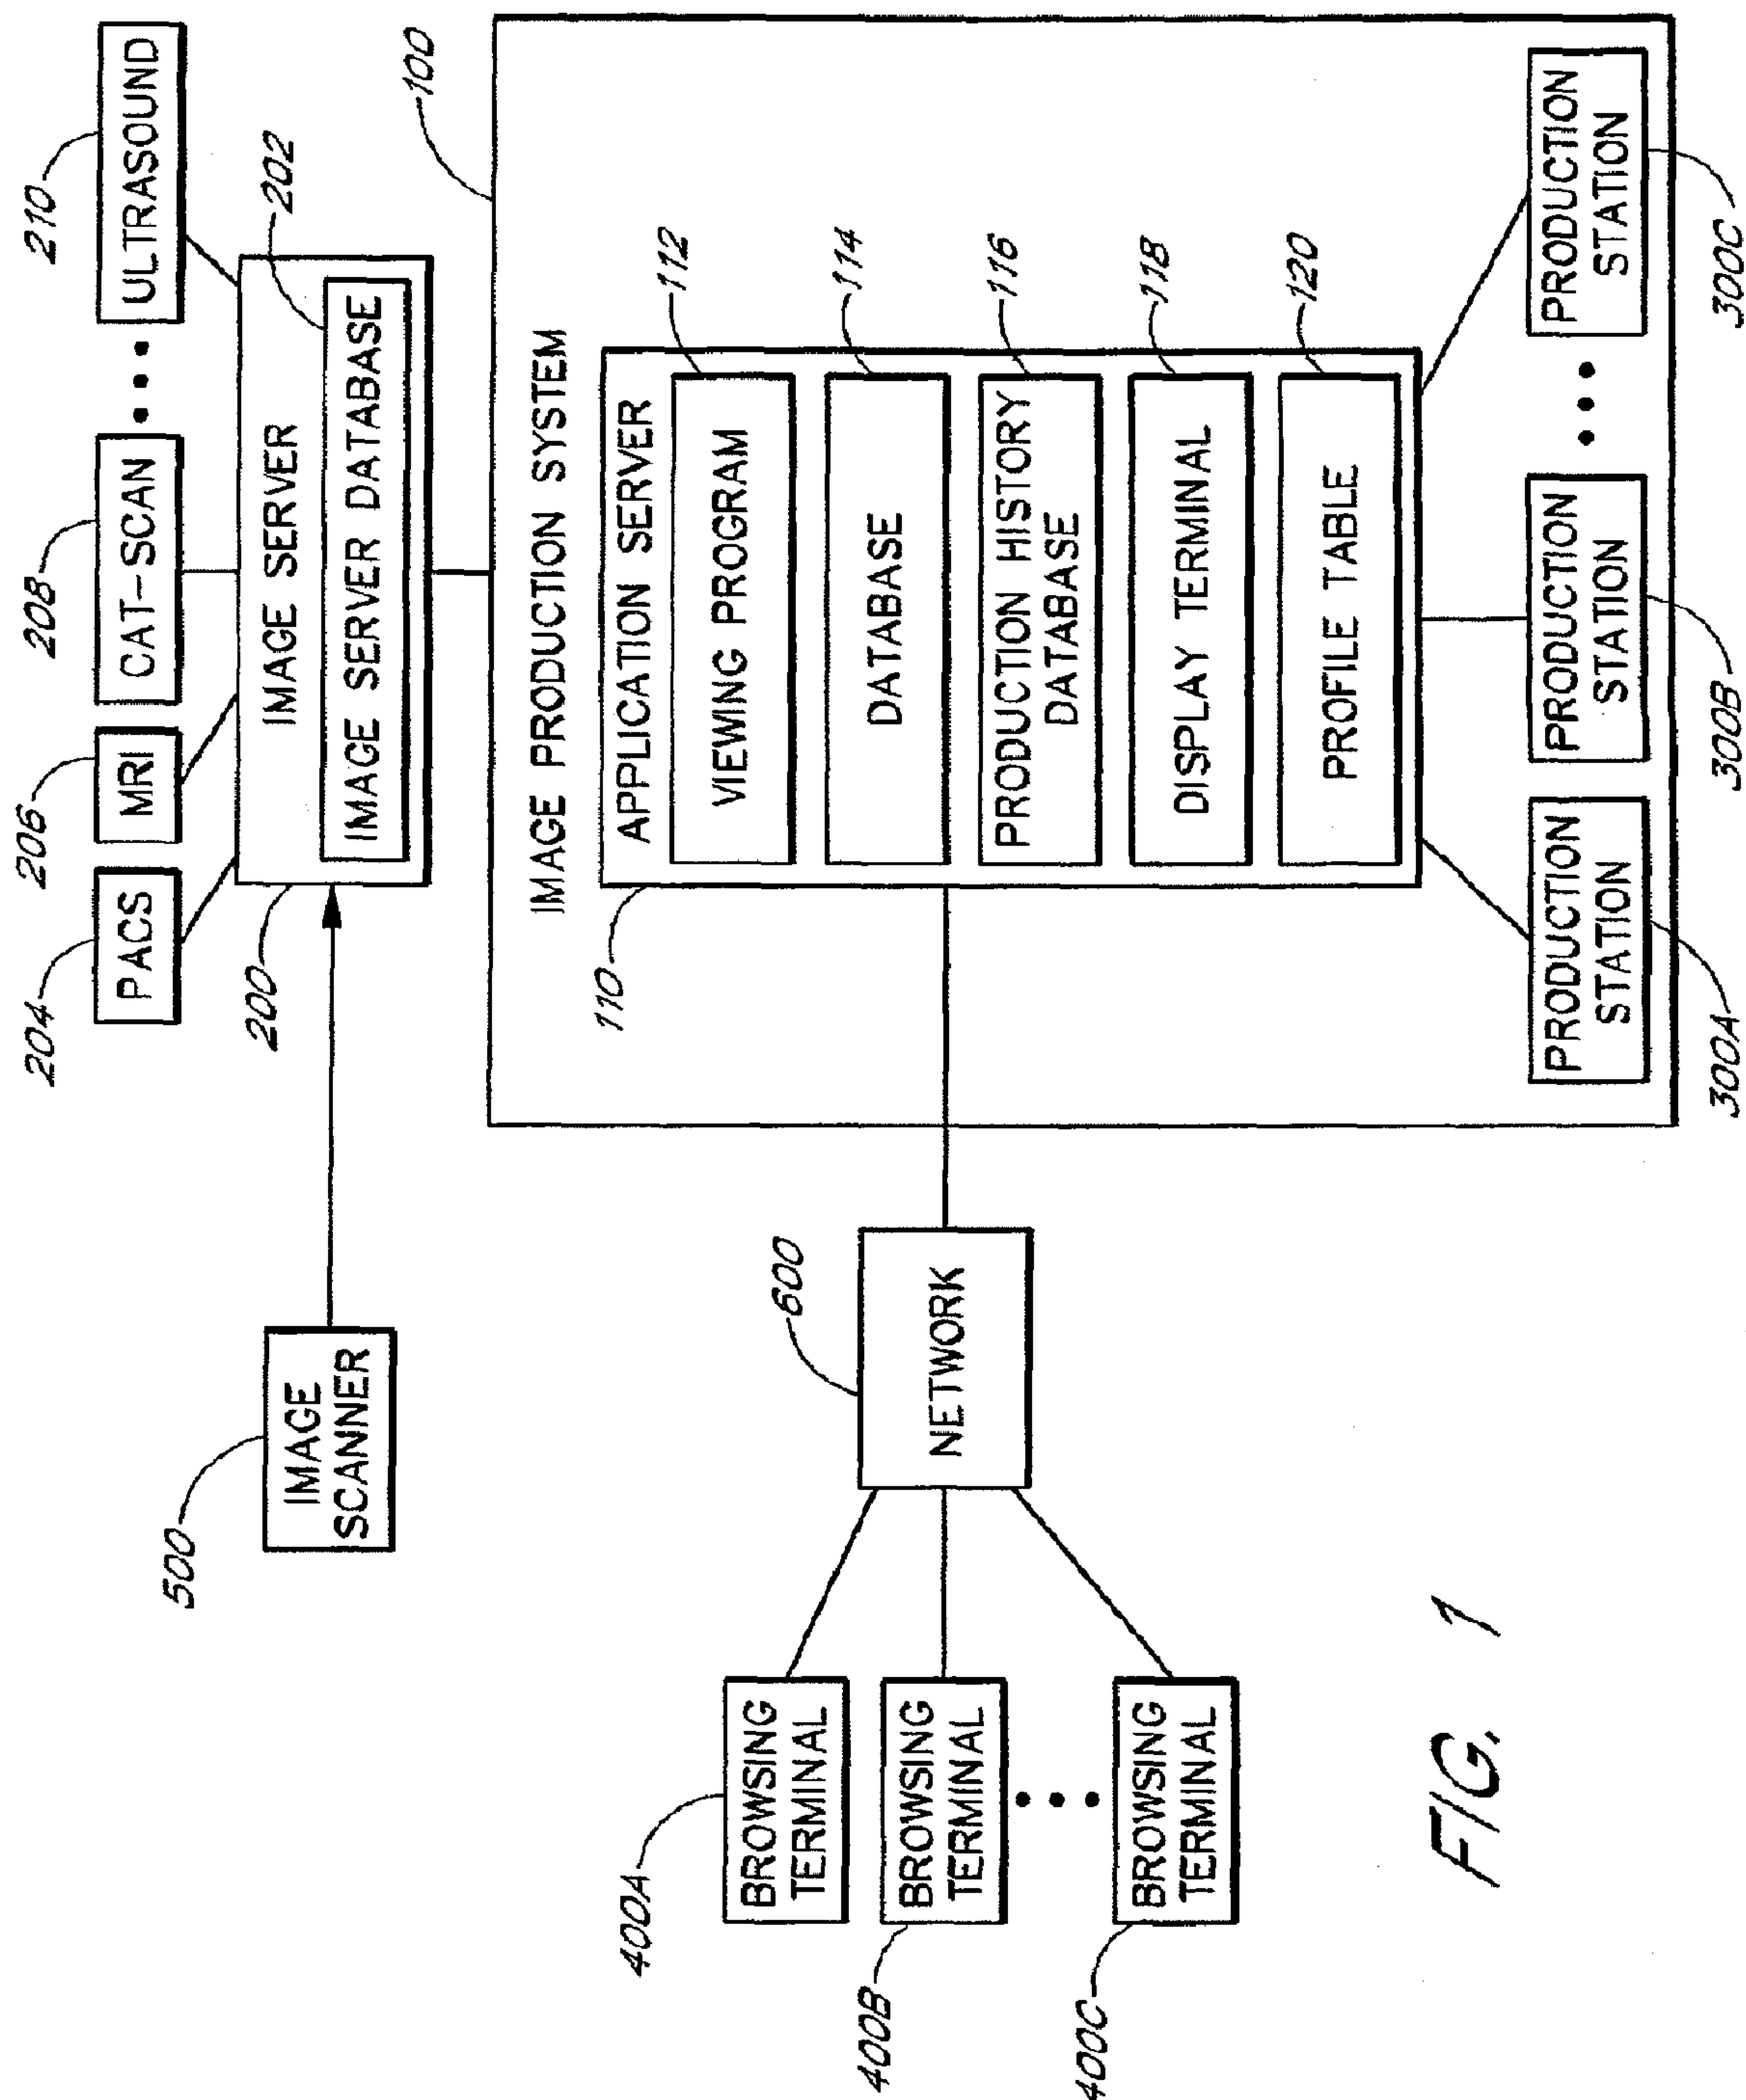 210
ULTRASOUND
208
CAT-SCAN
206
MRI
204
PACS
200
IMAGE SERVER
202
IMAGE SERVER DATABASE
500
IMAGE
SCANNER
100
IMAGE PRODUCTION SYSTEM
110
APPLICATION SERVER
112
VIEWING PROGRAM
114
DATABASE
116
PRODUCTION HISTORY
DATABASE
118
DISPLAY TERMINAL
120
PROFILE TABLE
600
NETWORK
400A
BROWSING
TERMINAL
400B
BROWSING
TERMINAL
400C
BROWSING
TERMINAL
300A
PRODUCTION
STATION
300B
PRODUCTION
STATION
300C
PRODUCTION
STATION
FIG. 1